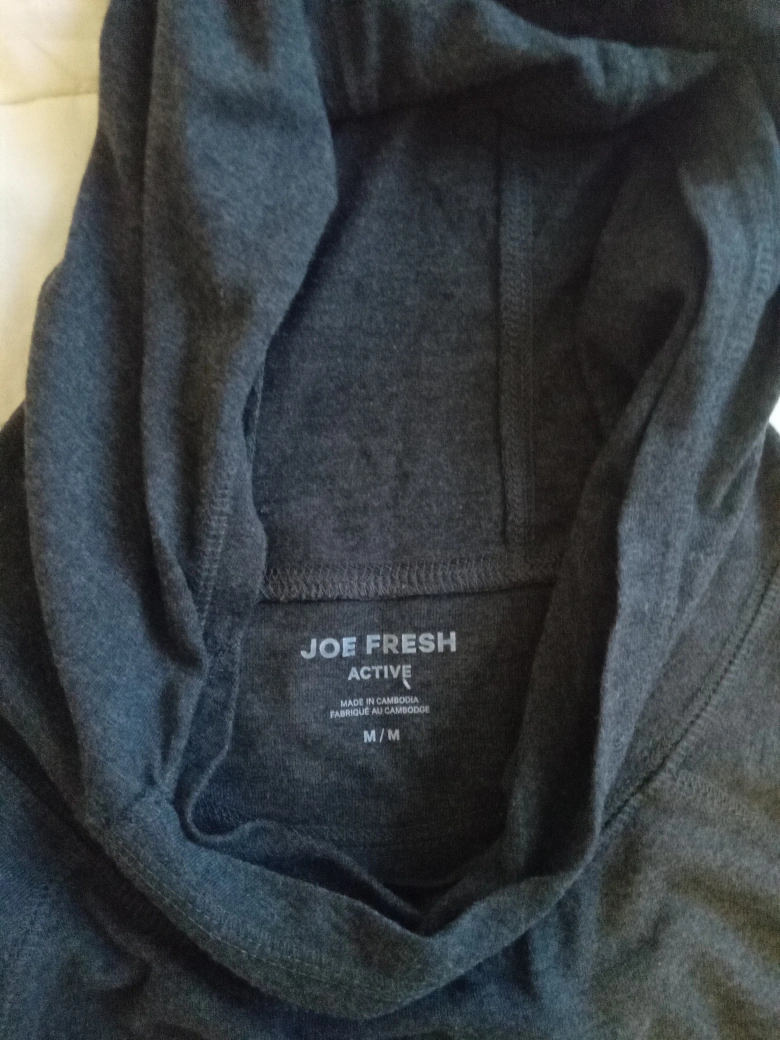 JOE FRESH
ACTIVE
MADE IN CAMBODIA
FABRIQUÉ AU CAMBODGE
M / M